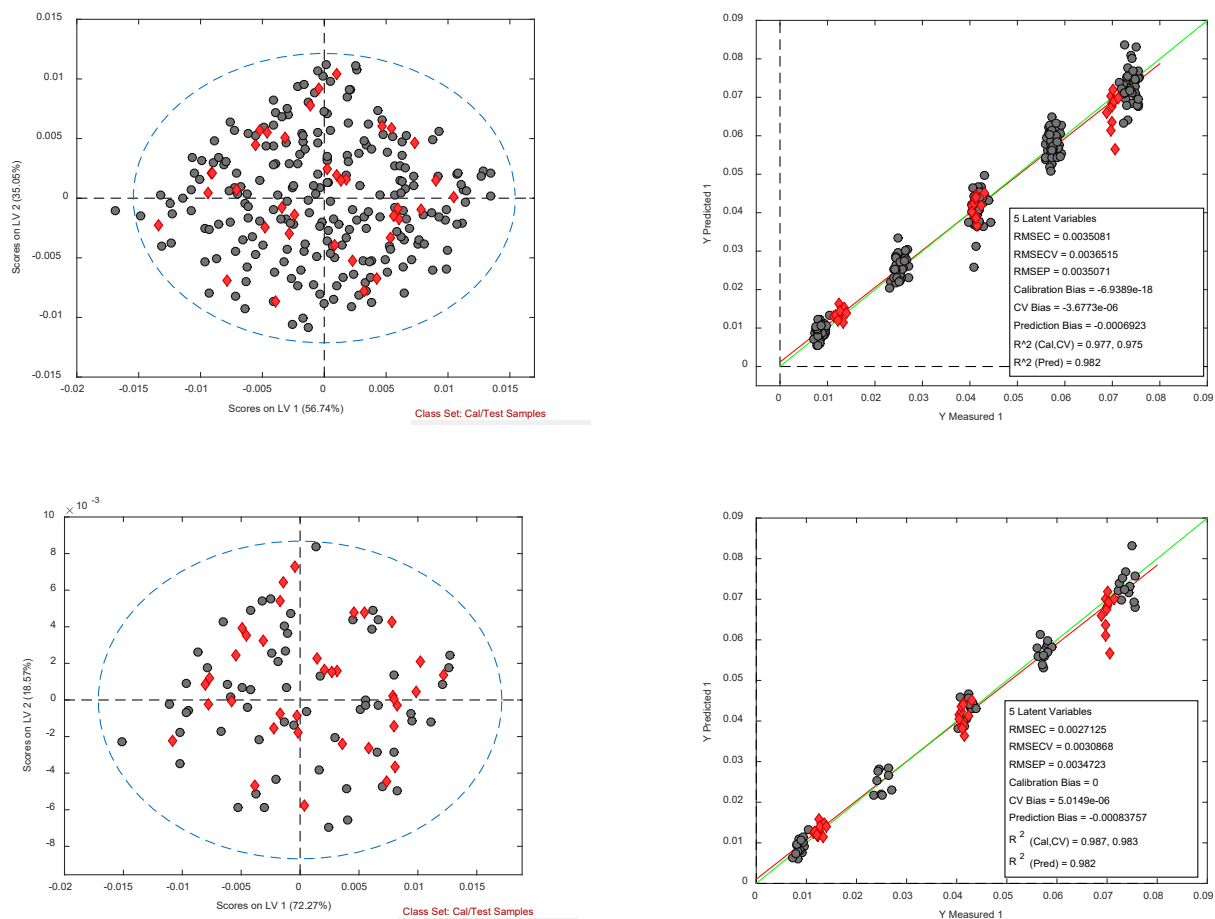 0.015
0.01
0.005
0
-0.005
-0.01
-0.015
Scores on LV 2 (35.05%)
-0.02
-0.015
-0.01
-0.005
0
0.005
0.01
0.015
Scores on LV 1 (56.74%)
Class Set: Cal/Test Samples
0.09
0.08
0.07
0.06
0.05
0.04
0.03
0.02
0.01
0
Y Predicted 1
5 Latent Variables
RMSEC = 0.0035081
RMSECV = 0.0036515
RMSEP = 0.0035071
Calibration Bias = -6.9389e-18
CV Bias = -3.6773e-06
Prediction Bias = -0.0006923
R^2 (Cal,CV) = 0.977, 0.975
R^2 (Pred) = 0.982
0
0.01
0.02
0.03
0.04
0.05
0.06
0.07
0.08
0.09
Y Measured 1
× 10 -3
10
8
6
4
2
0
-2
-4
-6
-8
Scores on LV 2 (18.57%)
-0.02
-0.015
-0.01
-0.005
0
0.005
0.01
0.015
Scores on LV 1 (72.27%)
Class Set: Cal/Test Samples
0.09
0.08
0.07
0.06
0.05
0.04
0.03
0.02
0.01
0
Y Predicted 1
5 Latent Variables
RMSEC = 0.0027125
RMSECV = 0.0030868
RMSEP = 0.0034723
Calibration Bias = 0
CV Bias = 5.0149e-06
Prediction Bias = -0.00083757
R 2 (Cal,CV) = 0.987, 0.983
R 2 (Pred) = 0.982
0
0.01
0.02
0.03
0.04
0.05
0.06
0.07
0.08
0.09
Y Measured 1